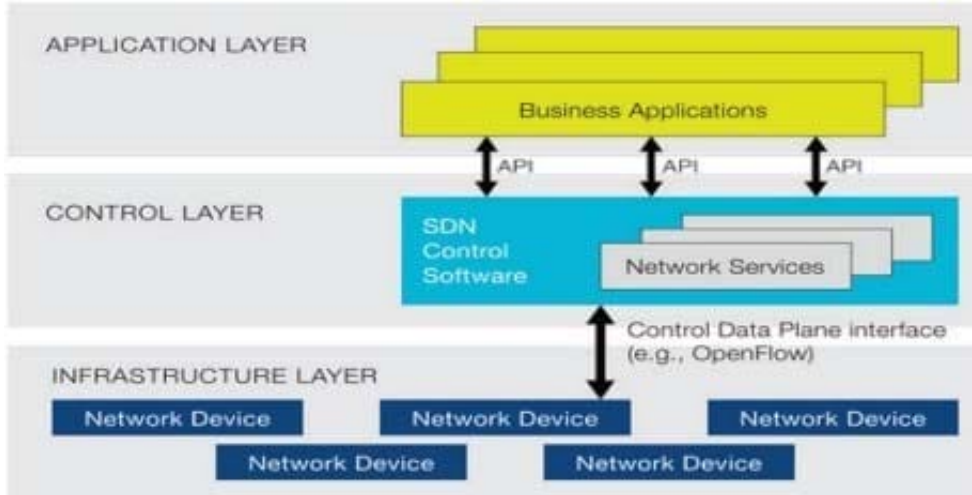 APPLICATION LAYER
Business Applications
API
API
API
CONTROL LAYER
SDN
Control
Software
Network Services
Control Data Plane interface
(e.g., OpenFlow)
INFRASTRUCTURE LAYER
Network Device
Network Device
Network Device
Network Device
Network Device